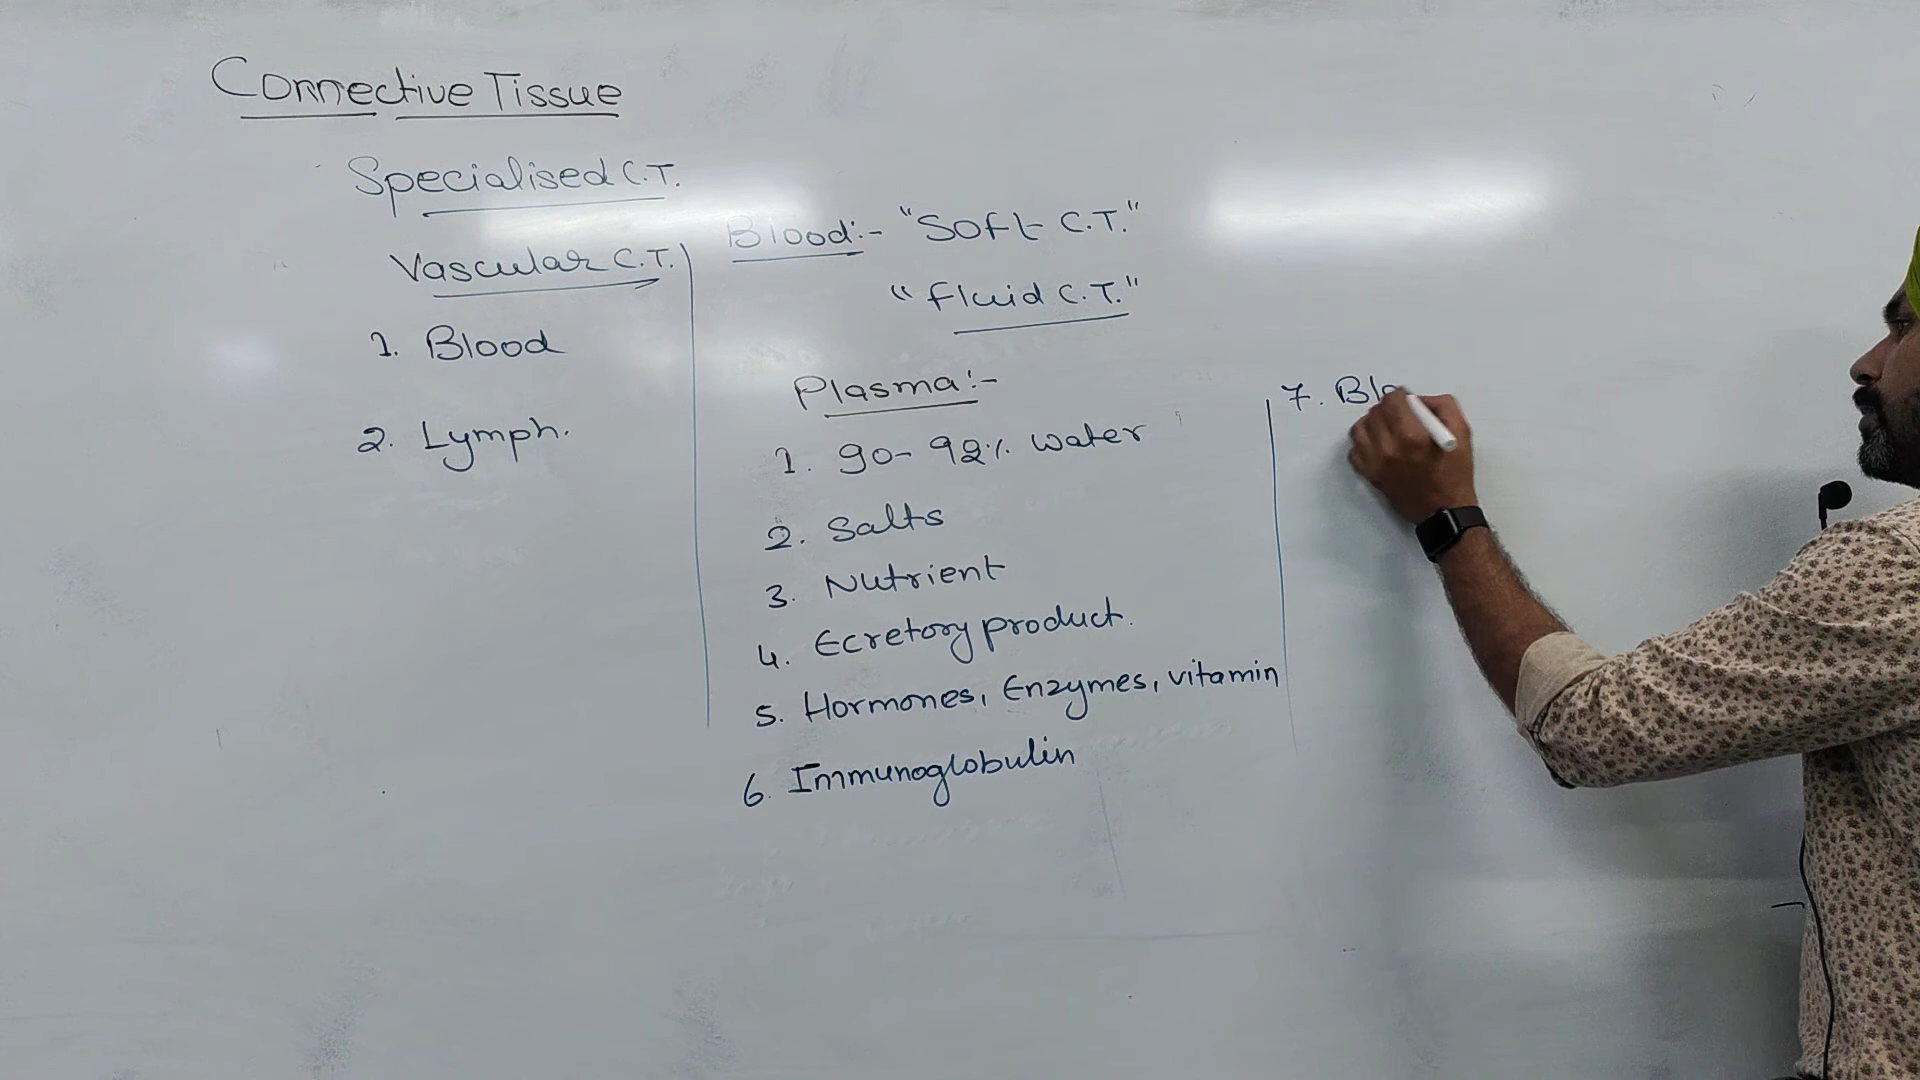 Connective Tissue
Specialised C.T.
Vascular C.T.
1. Blood
2. Lymph.
Blood:- "Soft C.T."
"fluid C.T."
Plasma:-
1. 90-92% water
2. Salts
3. Nutrient
4. Ecretory product.
5. Hormones, Enzymes, vitamin
6. Immunoglobulin
7. Blo